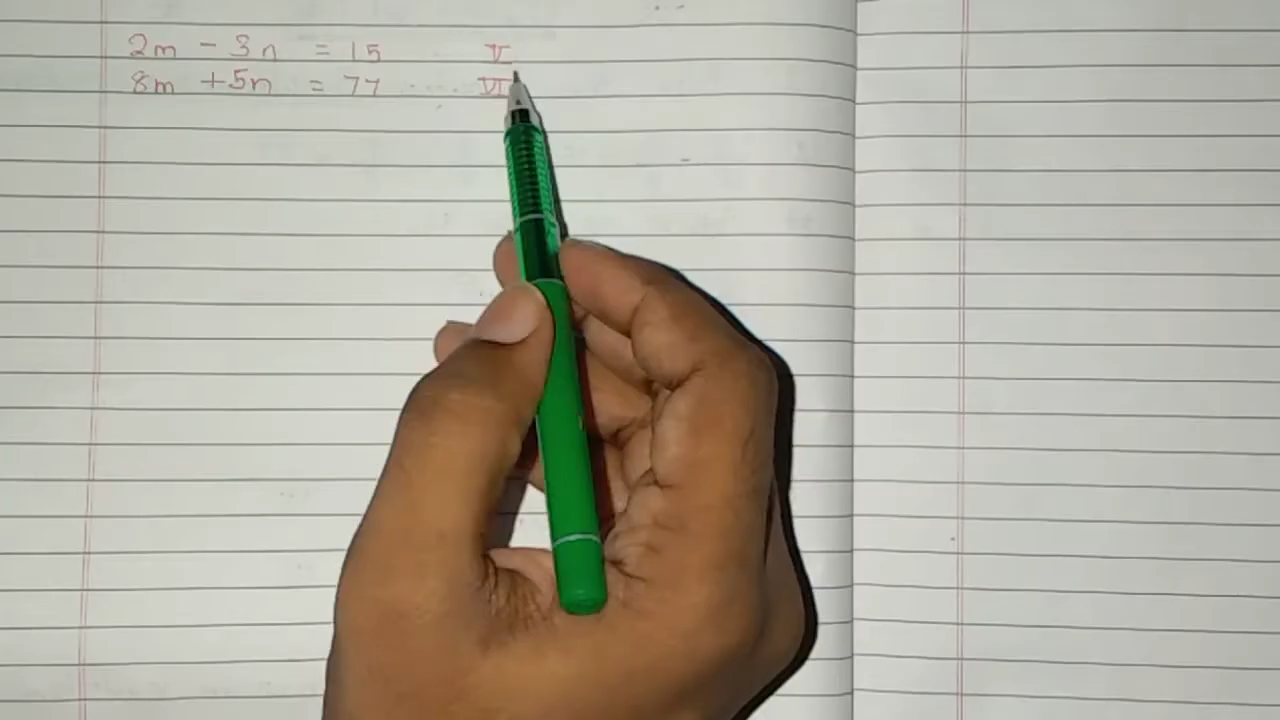 2m - 3n = 15 V
8m + 5n = 77 .... VI